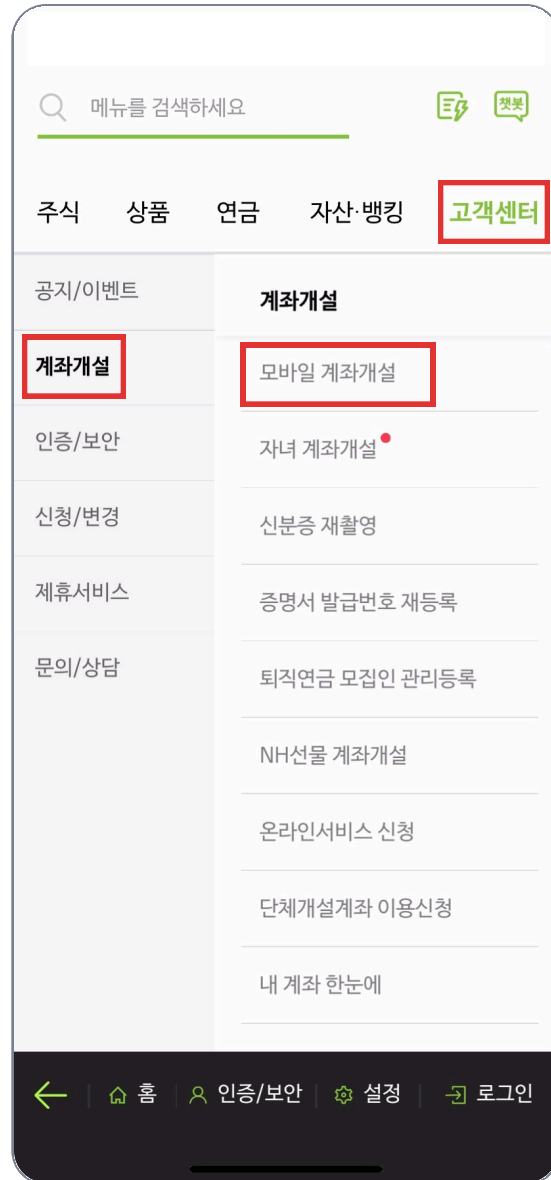 메뉴를 검색하세요
챗봇
주식 상품 연금 자산·뱅킹 고객센터
공지/이벤트
계좌개설
인증/보안
신청/변경
제휴서비스
문의/상담
계좌개설
모바일 계좌개설
자녀 계좌개설
신분증 재촬영
증명서 발급번호 재등록
퇴직연금 모집인 관리등록
NH선물 계좌개설
온라인서비스 신청
단체개설계좌 이용신청
내 계좌 한눈에
홈 인증/보안 설정 로그인